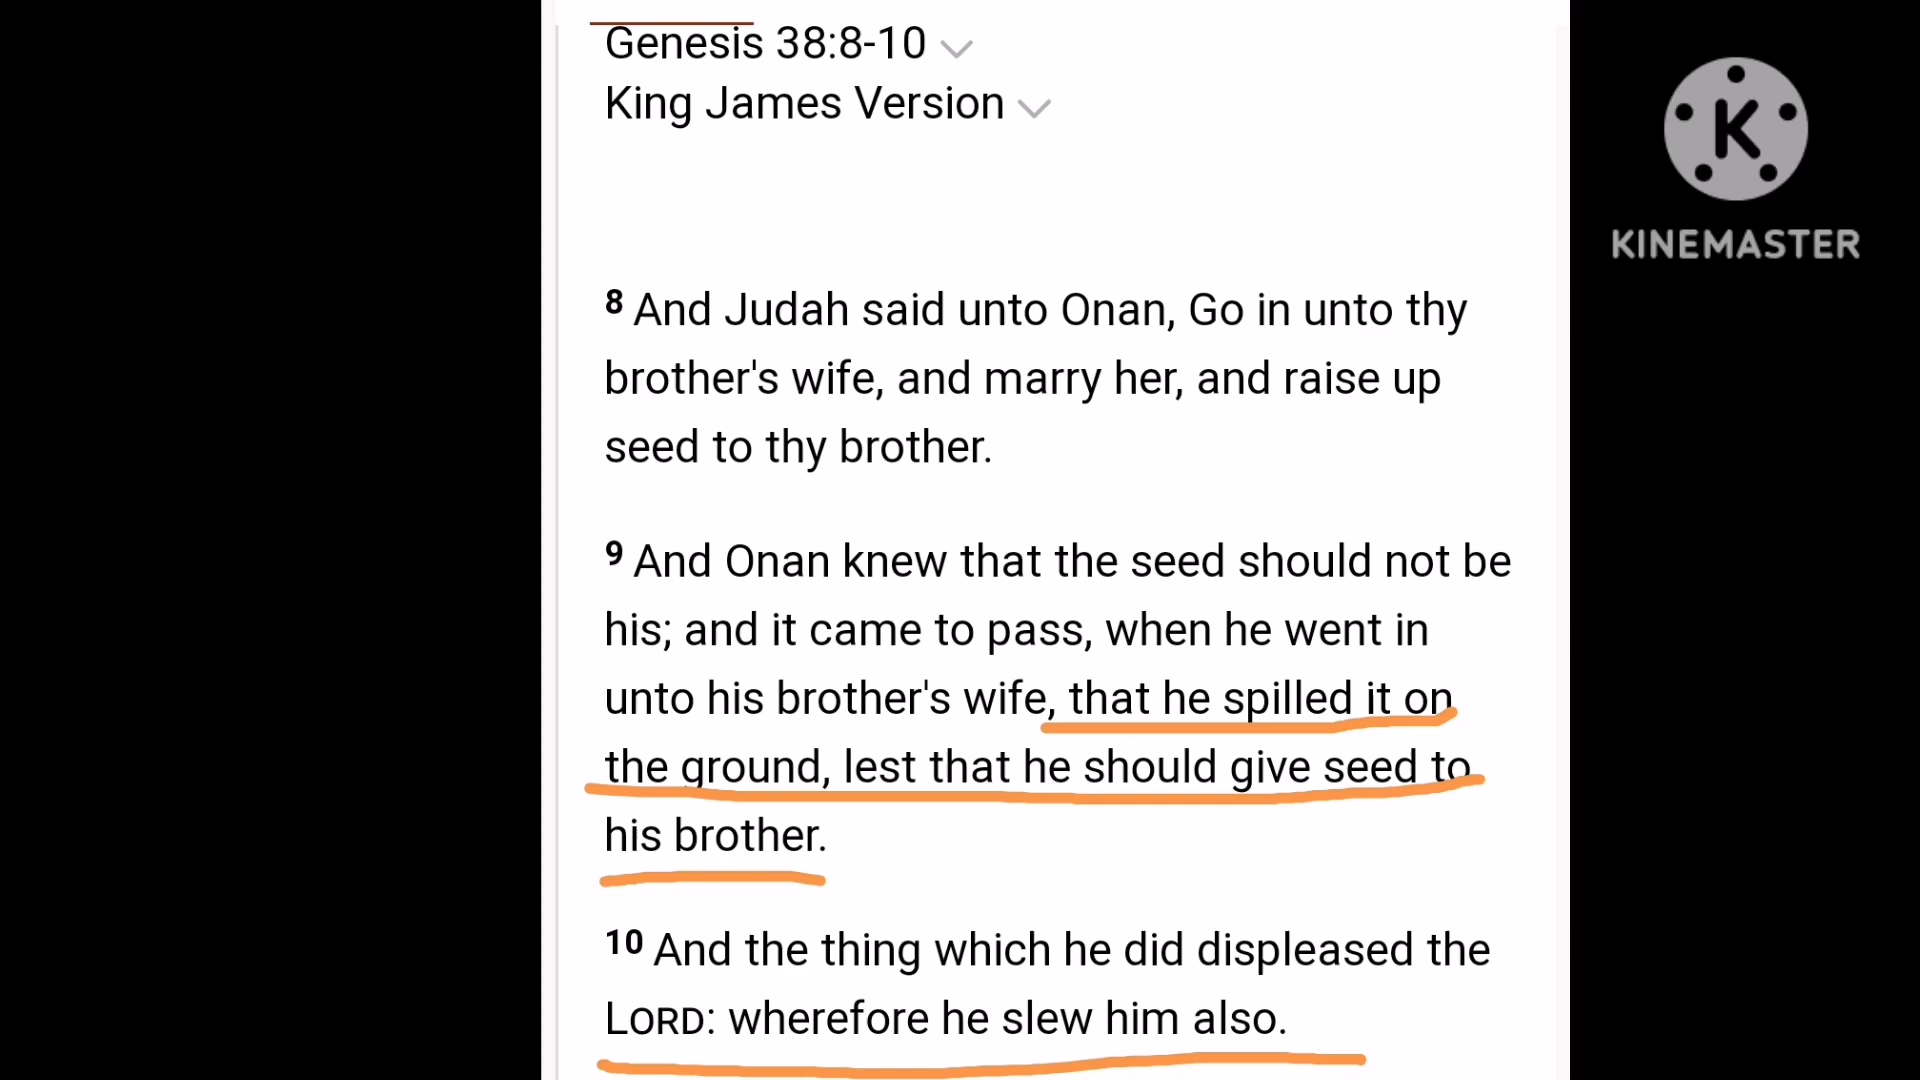 Genesis 38:8-10
King James Version
K
KINEMASTER
8 And Judah said unto Onan, Go in unto thy
brother's wife, and marry her, and raise up
seed to thy brother.
9 And Onan knew that the seed should not be
his; and it came to pass, when he went in
unto his brother's wife, that he spilled it on
the ground, lest that he should give seed to
his brother.
10 And the thing which he did displeased the
LORD: wherefore he slew him also.